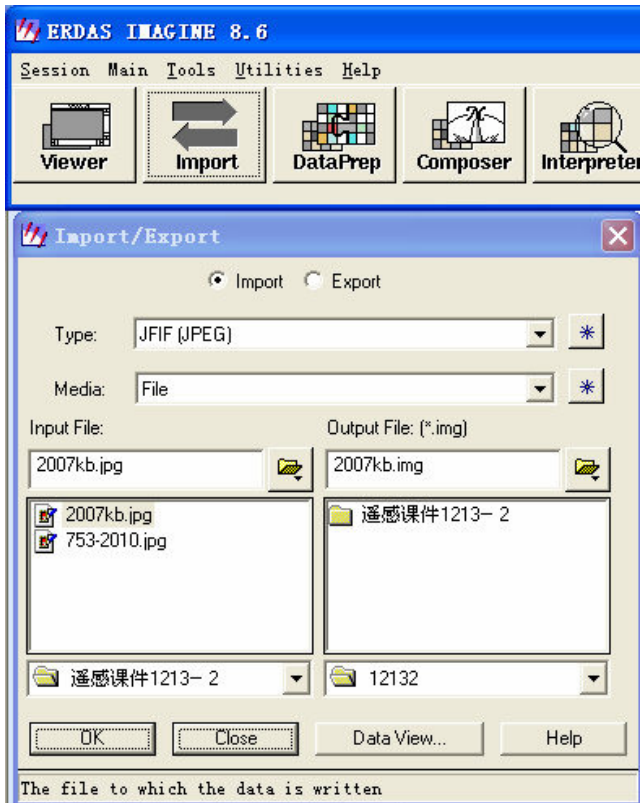 ERDAS IMAGINE 8.6
Session Main Tools Utilities Help
Viewer Import DataPrep Composer Interprete
Import/Export
Import Export
Type: JFIF (JPEG)
Media: File
Input File: Output File: (*.img)
2007kb.jpg 2007kb.img
2007kb.jpg 遥感课件1213－2
753-2010.jpg
遥感课件1213－2 12132
OK Close Data View... Help
The file to which the data is written